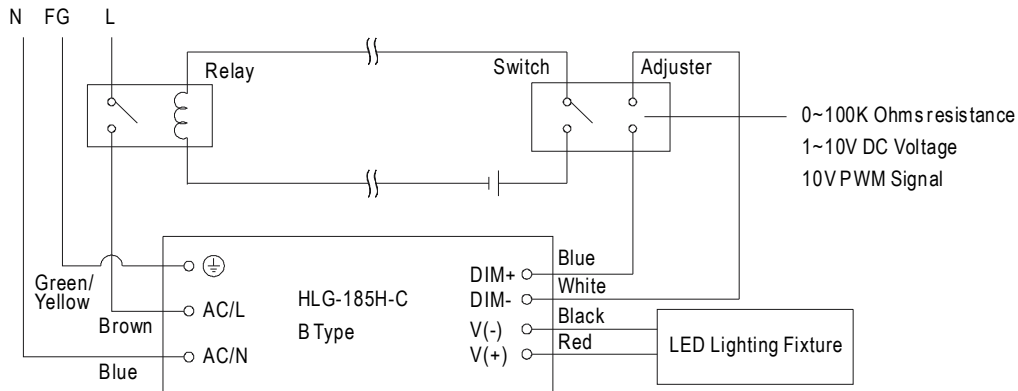 N FG L
Relay
Switch
Adjuster
0~100K Ohms resistance
1~10V DC Voltage
10V PWM Signal
Green/
Yellow
Brown
Blue
AC/L
AC/N
HLG-185H-C
B Type
DIM+
DIM-
V(-)
V(+)
Blue
White
Black
Red
LED Lighting Fixture